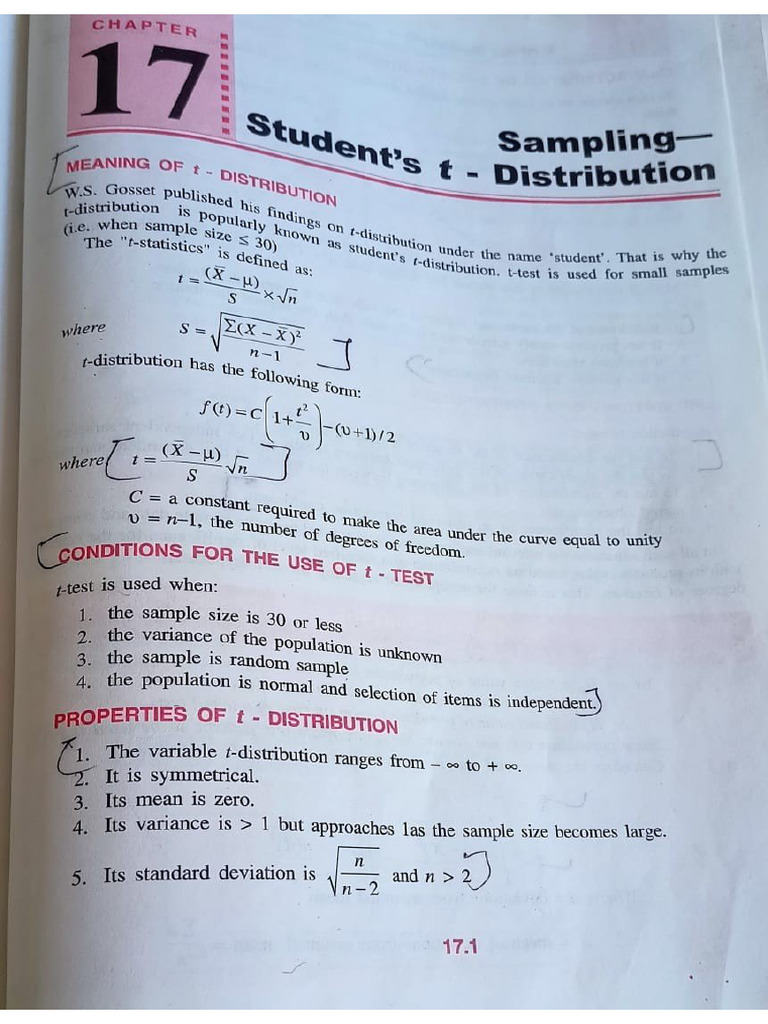 CHAPTER
17
Sampling—
Student's t - Distribution
MEANING OF t - DISTRIBUTION
W.S. Gosset published his findings on t-distribution under the name 'student'. That is why the
t-distribution is popularly known as student's t-distribution. t-test is used for small samples
(i.e. when sample size ≤ 30)
The "t-statistics" is defined as:
t = (X̄ – μ) / S × √n
where S = √(Σ(X – X̄)² / n–1)
t-distribution has the following form:
f(t) = C(1 + t²/υ) –(υ+1)/2
where t = (X̄ – μ) / S √n
C = a constant required to make the area under the curve equal to unity
υ = n–1, the number of degrees of freedom.
CONDITIONS FOR THE USE OF t - TEST
t-test is used when:
1. the sample size is 30 or less
2. the variance of the population is unknown
3. the sample is random sample
4. the population is normal and selection of items is independent.
PROPERTIES OF t - DISTRIBUTION
1. The variable t-distribution ranges from – ∞ to + ∞.
2. It is symmetrical.
3. Its mean is zero.
4. Its variance is > 1 but approaches 1as the sample size becomes large.
5. Its standard deviation is √(n / n–2) and n > 2
17.1